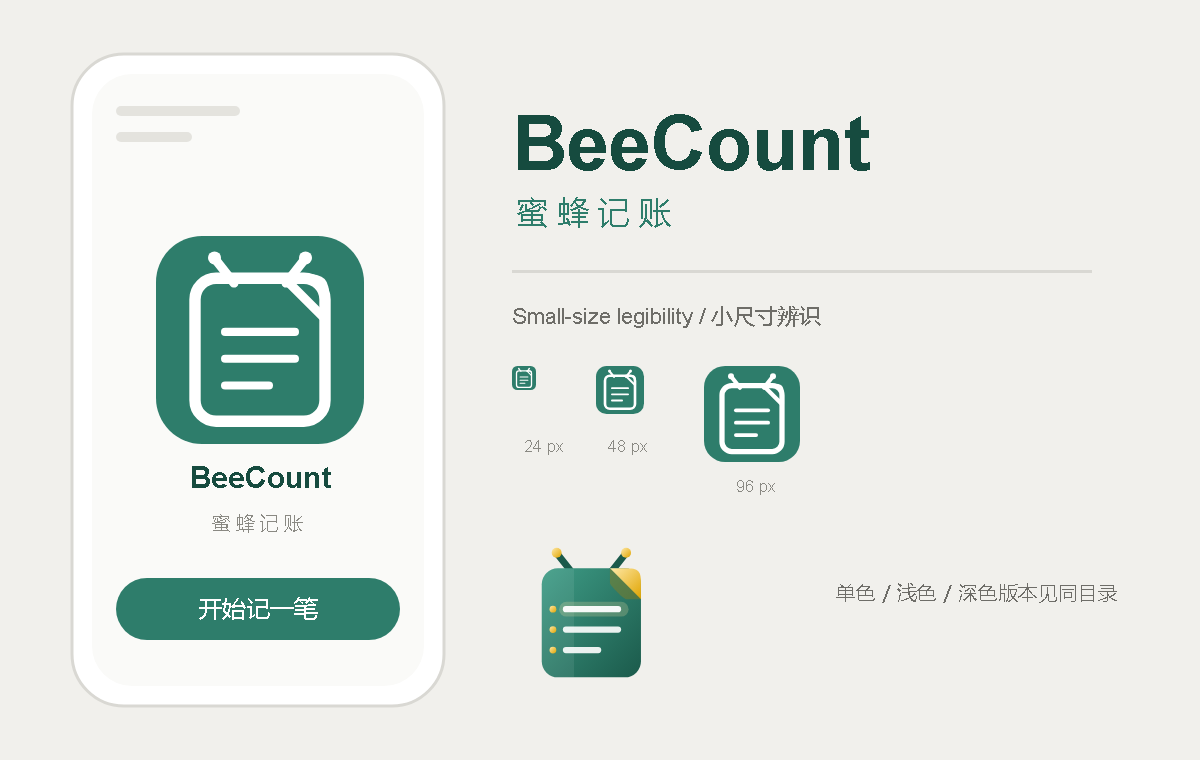 BeeCount
蜜蜂记账
开始记一笔
BeeCount
蜜蜂记账
Small-size legibility / 小尺寸辨识
24 px
48 px
96 px
单色 / 浅色 / 深色版本见同目录